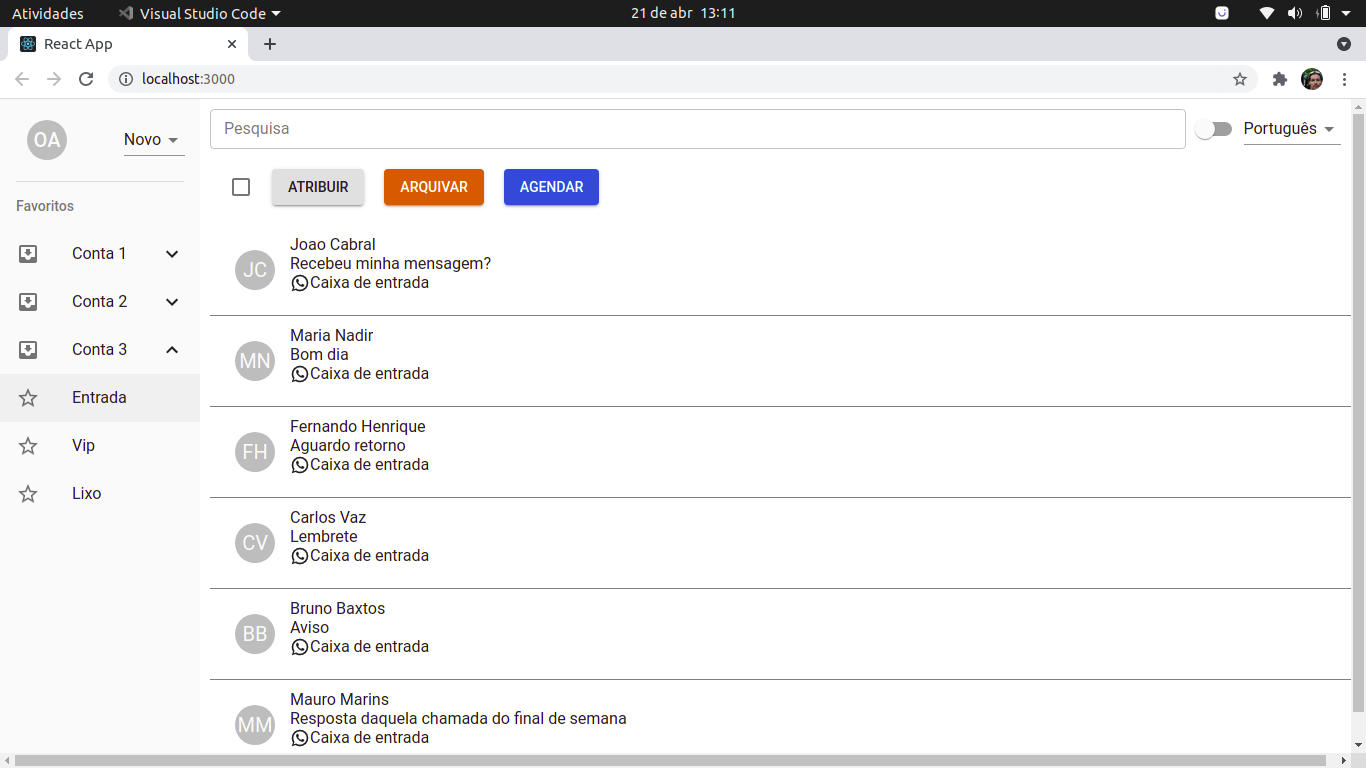 Atividades
Visual Studio Code
21 de abr 13:11
React App
localhost:3000
OA
Novo
Favoritos
Conta 1
Conta 2
Conta 3
Entrada
Vip
Lixo
Pesquisa
Português
ATRIBUIR
ARQUIVAR
AGENDAR
JC
Joao Cabral
Recebeu minha mensagem?
Caixa de entrada
MN
Maria Nadir
Bom dia
Caixa de entrada
FH
Fernando Henrique
Aguardo retorno
Caixa de entrada
CV
Carlos Vaz
Lembrete
Caixa de entrada
BB
Bruno Baxtos
Aviso
Caixa de entrada
MM
Mauro Marins
Resposta daquela chamada do final de semana
Caixa de entrada